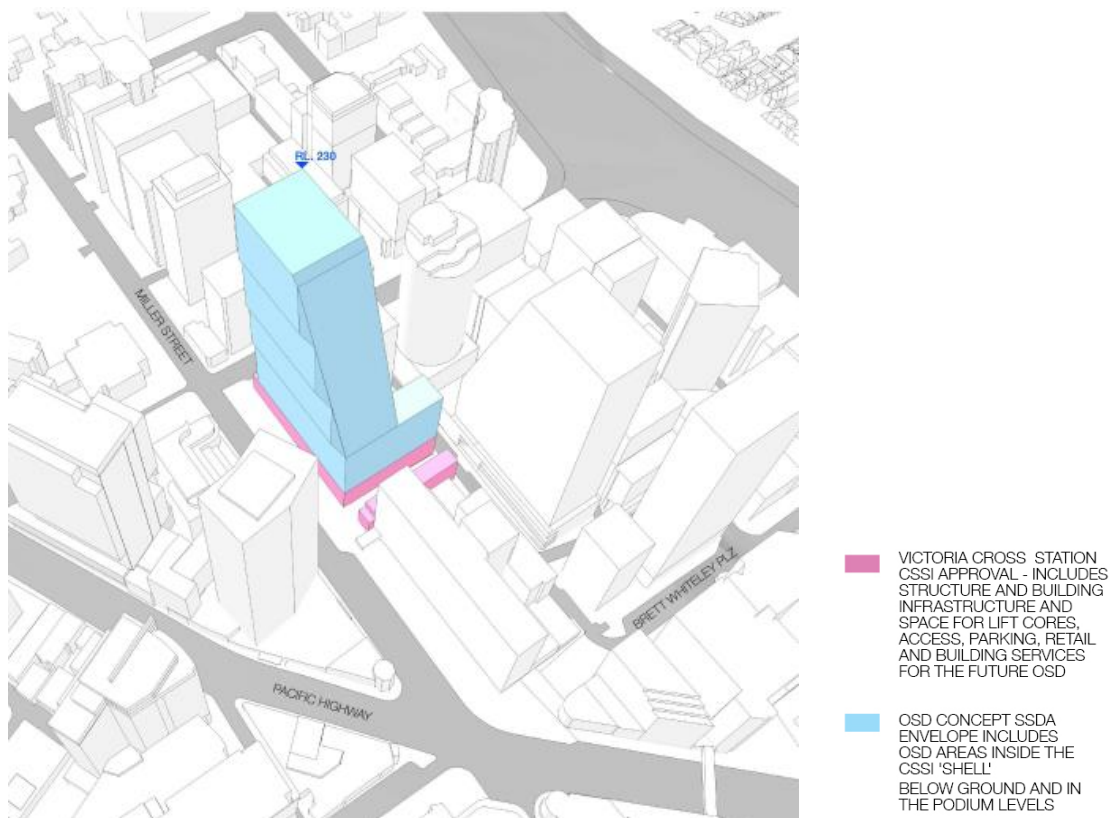 RL. 230
MILLER STREET
BRETT WHITELEY PLZ
PACIFIC HIGHWAY
VICTORIA CROSS STATION
CSSI APPROVAL - INCLUDES
STRUCTURE AND BUILDING
INFRASTRUCTURE AND
SPACE FOR LIFT CORES,
ACCESS, PARKING, RETAIL
AND BUILDING SERVICES
FOR THE FUTURE OSD
OSD CONCEPT SSDA
ENVELOPE INCLUDES
OSD AREAS INSIDE THE
CSSI 'SHELL'
BELOW GROUND AND IN
THE PODIUM LEVELS